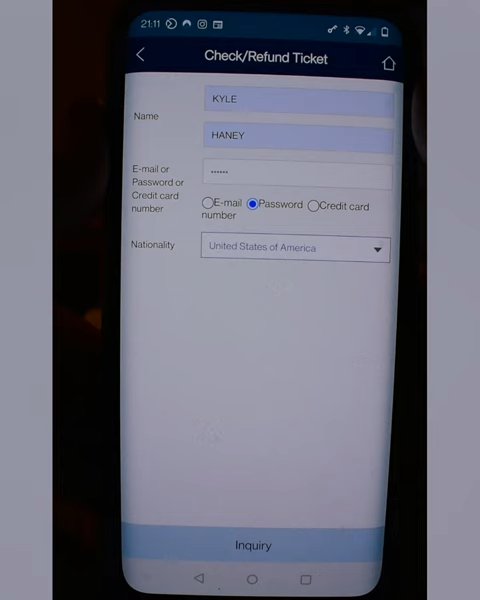 21:11
Check/Refund Ticket
KYLE
Name
HANEY
E-mail or
Password or
Credit card
number
••••••
E-mail Password Credit card
number
Nationality
United States of America
Inquiry